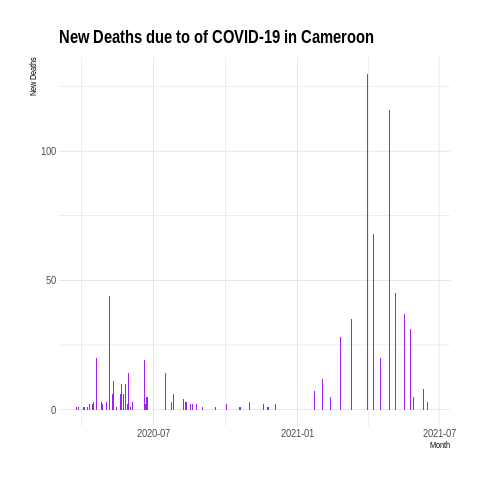 New Deaths due to of COVID-19 in Cameroon
New Deaths
100
50
0
2020-07
2021-01
2021-07
Month